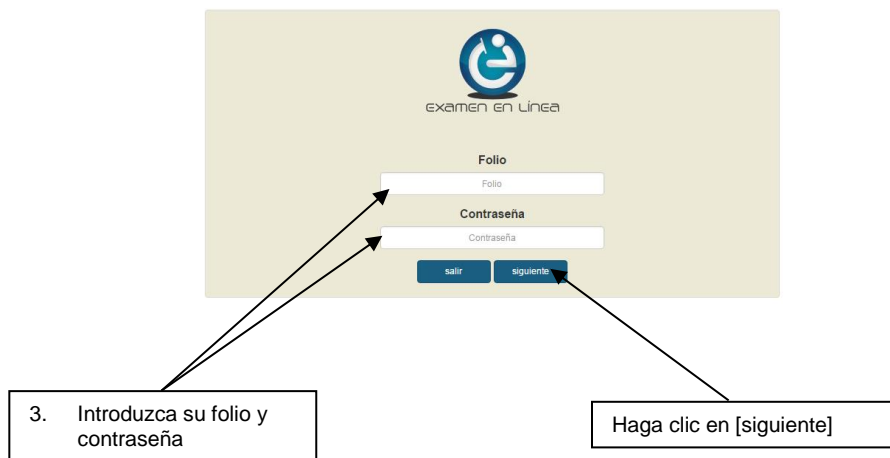 examen en Línea
Folio
Folio
Contraseña
Contraseña
salir siguiente
3. Introduzca su folio y
contraseña
Haga clic en [siguiente]